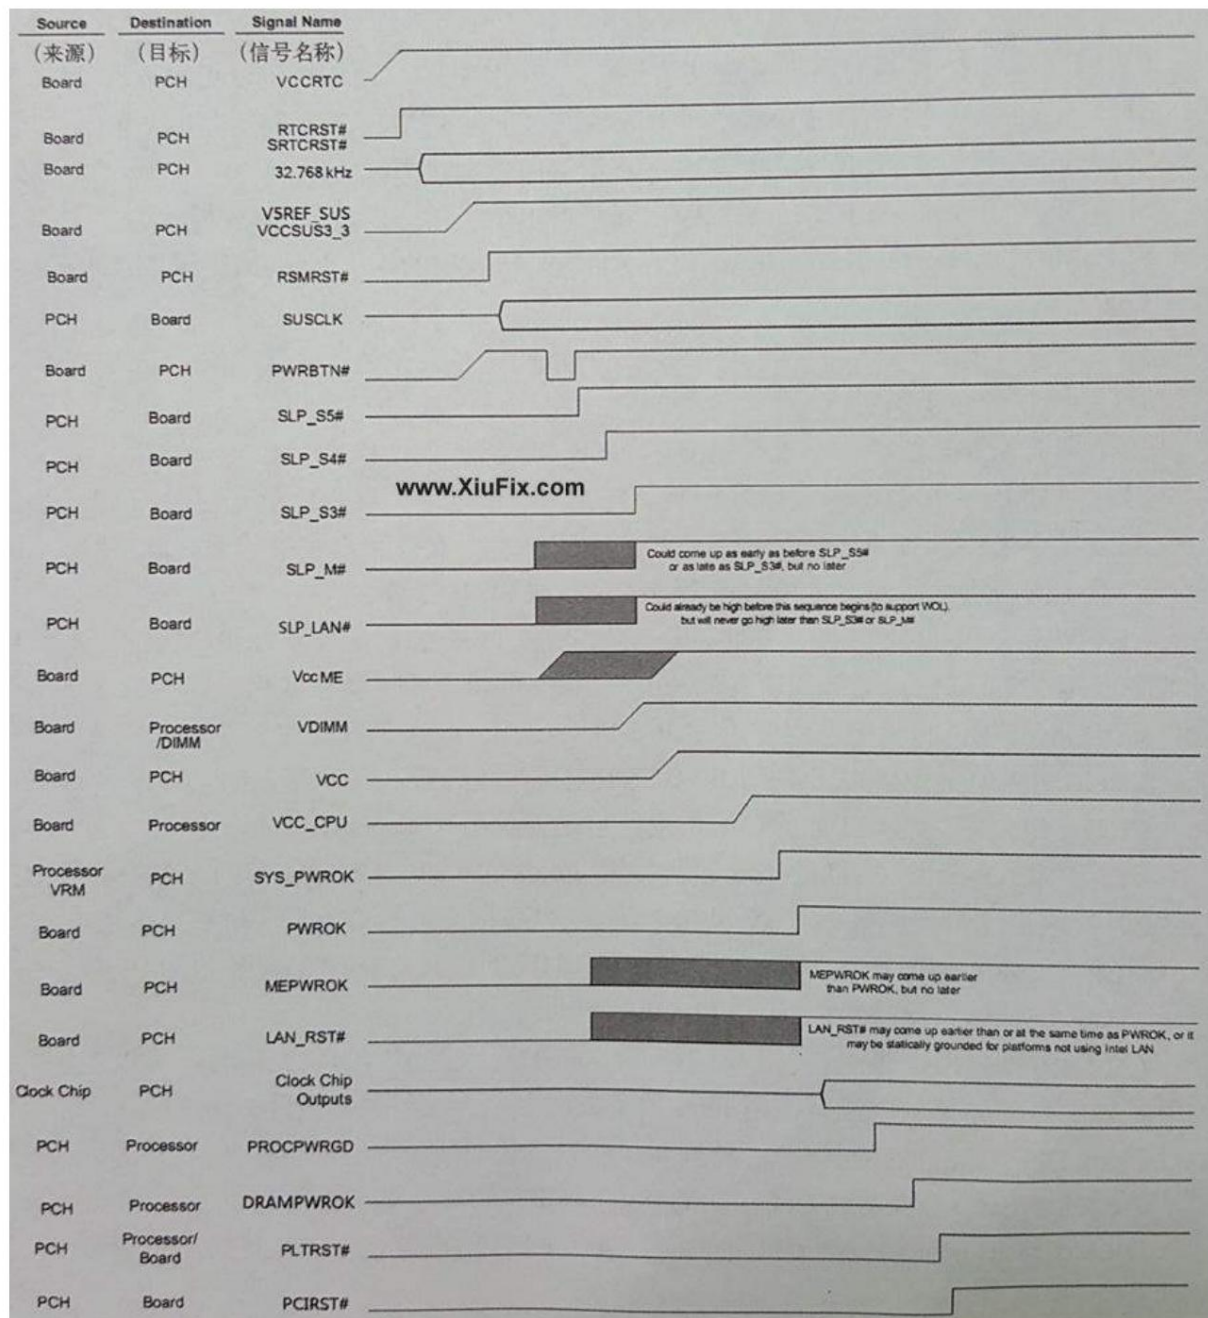 Source Destination Signal Name
(来源) (目标) (信号名称)
Board PCH VCCRTC
Board PCH RTCRST#
SRTCRST#
Board PCH 32.768 kHz
V5REF_SUS
Board PCH VCCSUS3_3
Board PCH RSMRST#
PCH Board SUSCLK
Board PCH PWRBTN#
PCH Board SLP_S5#
PCH Board SLP_S4#
www.XiuFix.com
PCH Board SLP_S3#
PCH Board SLP_M#
Could come up as early as before SLP_S5#
or as late as SLP_S3#, but no later
PCH Board SLP_LAN#
Could already be high before this sequence begins (to support WOL),
but will never go high later than SLP_S3# or SLP_M#
Board PCH VccME
Board Processor VDIMM
/DIMM
Board PCH VCC
Board Processor VCC_CPU
Processor PCH SYS_PWROK
VRM
Board PCH PWROK
Board PCH MEPWROK
MEPWROK may come up earlier
than PWROK, but no later
Board PCH LAN_RST#
LAN_RST# may come up earlier than or at the same time as PWROK, or it
may be statically grounded for platforms not using Intel LAN
Clock Chip PCH Clock Chip
Outputs
PCH Processor PROCPWRGD
PCH Processor DRAMPWROK
PCH Processor/ PLTRST#
Board
PCH Board PCIRST#